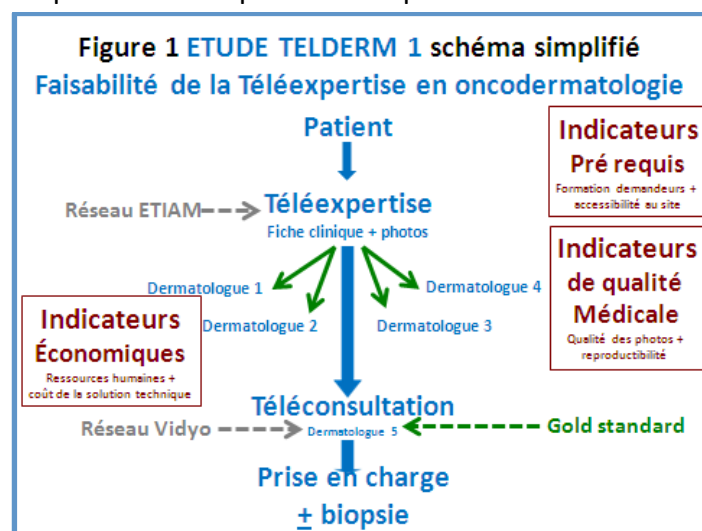 Figure 1 ETUDE TELDERM 1 schéma simplifié
Faisabilité de la Téléexpertise en oncodermatologie
Patient
Indicateurs
Pré requis
Formation demandeurs +
accessibilité au site
Réseau ETIAM
Téléexpertise
Fiche clinique + photos
Indicateurs
de qualité
Médicale
Qualité des photos +
reproductibilité
Dermatologue 1
Dermatologue 4
Dermatologue 2
Dermatologue 3
Indicateurs
Économiques
Ressources humaines +
coût de la solution technique
Téléconsultation
Réseau Vidyo
Dermatologue 5
Gold standard
Prise en charge
± biopsie